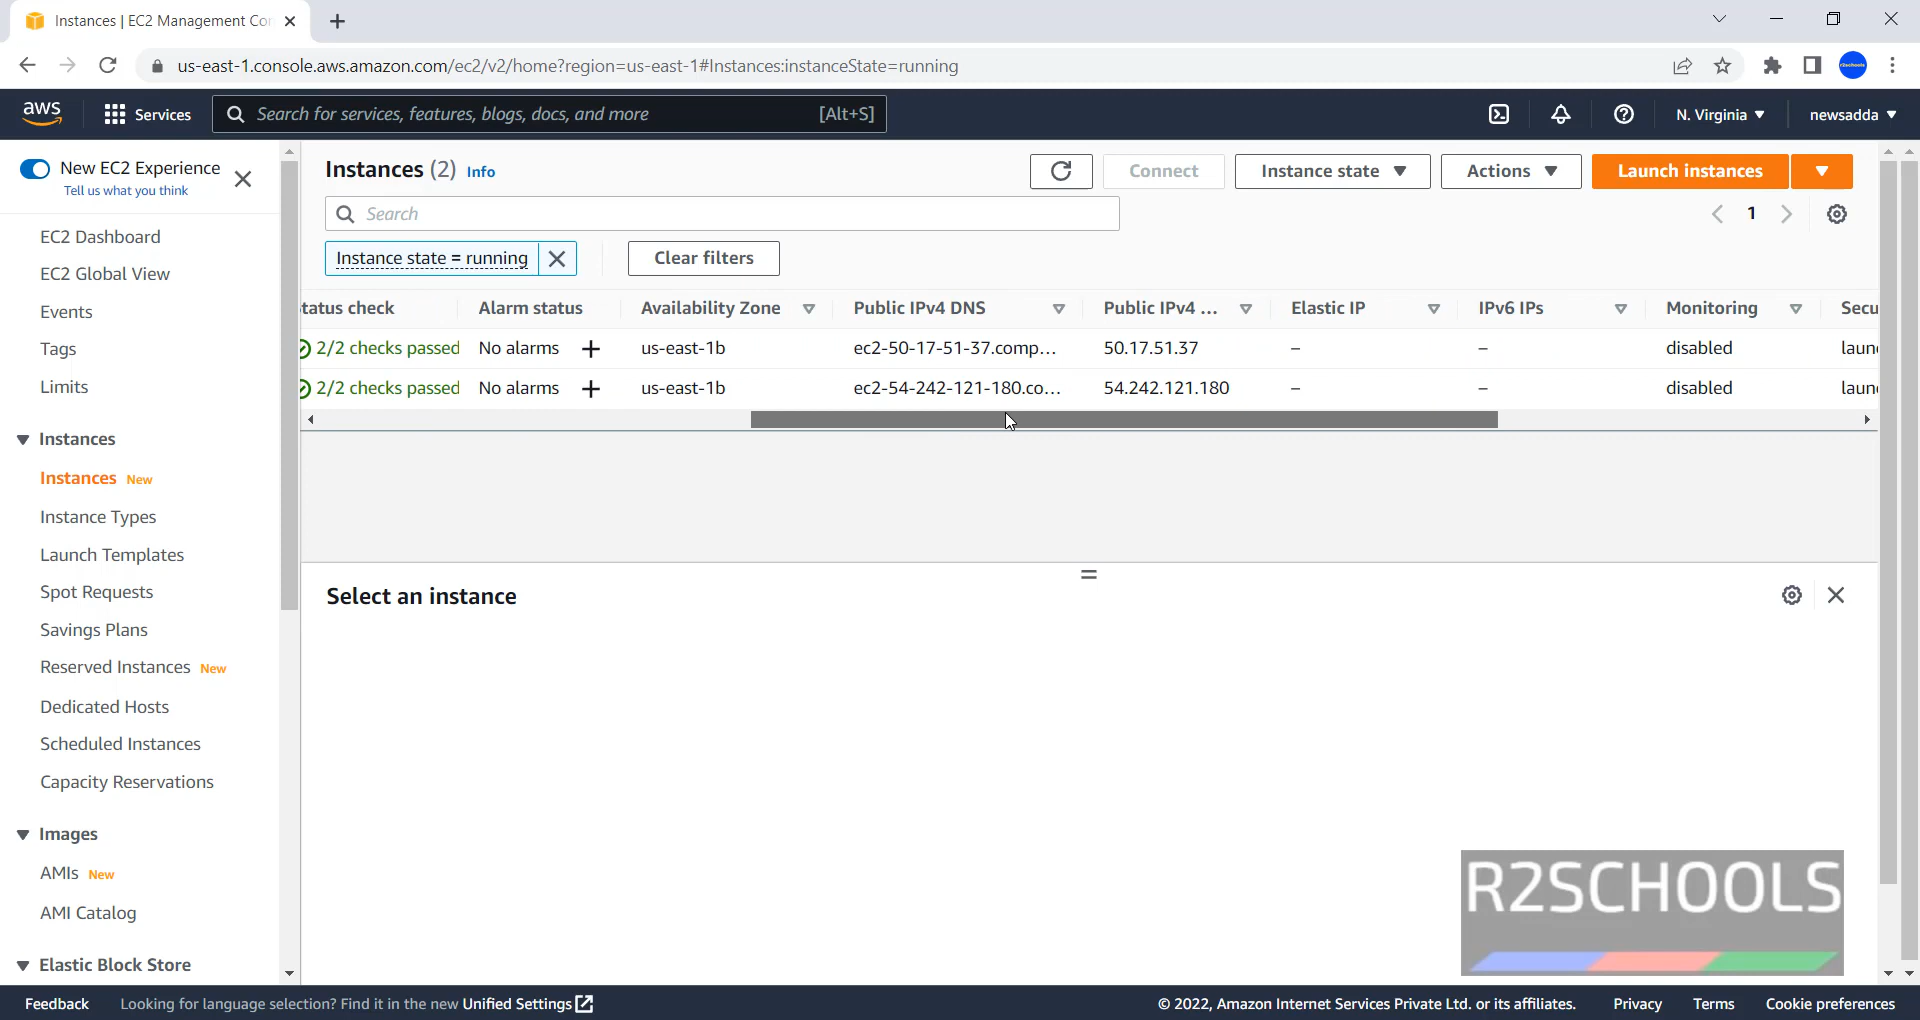 Instances | EC2 Management Con
us-east-1.console.aws.amazon.com/ec2/v2/home?region=us-east-1#Instances:instanceState=running
aws Services Search for services, features, blogs, docs, and more [Alt+S] N. Virginia newsadda
New EC2 Experience
Tell us what you think
EC2 Dashboard
EC2 Global View
Events
Tags
Limits
Instances
Instances New
Instance Types
Launch Templates
Spot Requests
Savings Plans
Reserved Instances New
Dedicated Hosts
Scheduled Instances
Capacity Reservations
Images
AMIs New
AMI Catalog
Elastic Block Store
Instances (2) Info Connect Instance state Actions Launch instances
Search 1
Instance state = running Clear filters
tatus check Alarm status Availability Zone Public IPv4 DNS Public IPv4 ... Elastic IP IPv6 IPs Monitoring Secu
2/2 checks passed No alarms + us-east-1b ec2-50-17-51-37.comp... 50.17.51.37 – – disabled laun
2/2 checks passed No alarms + us-east-1b ec2-54-242-121-180.co... 54.242.121.180 – – disabled laun
Select an instance
R2SCHOOLS
Feedback Looking for language selection? Find it in the new Unified Settings © 2022, Amazon Internet Services Private Ltd. or its affiliates. Privacy Terms Cookie preferences